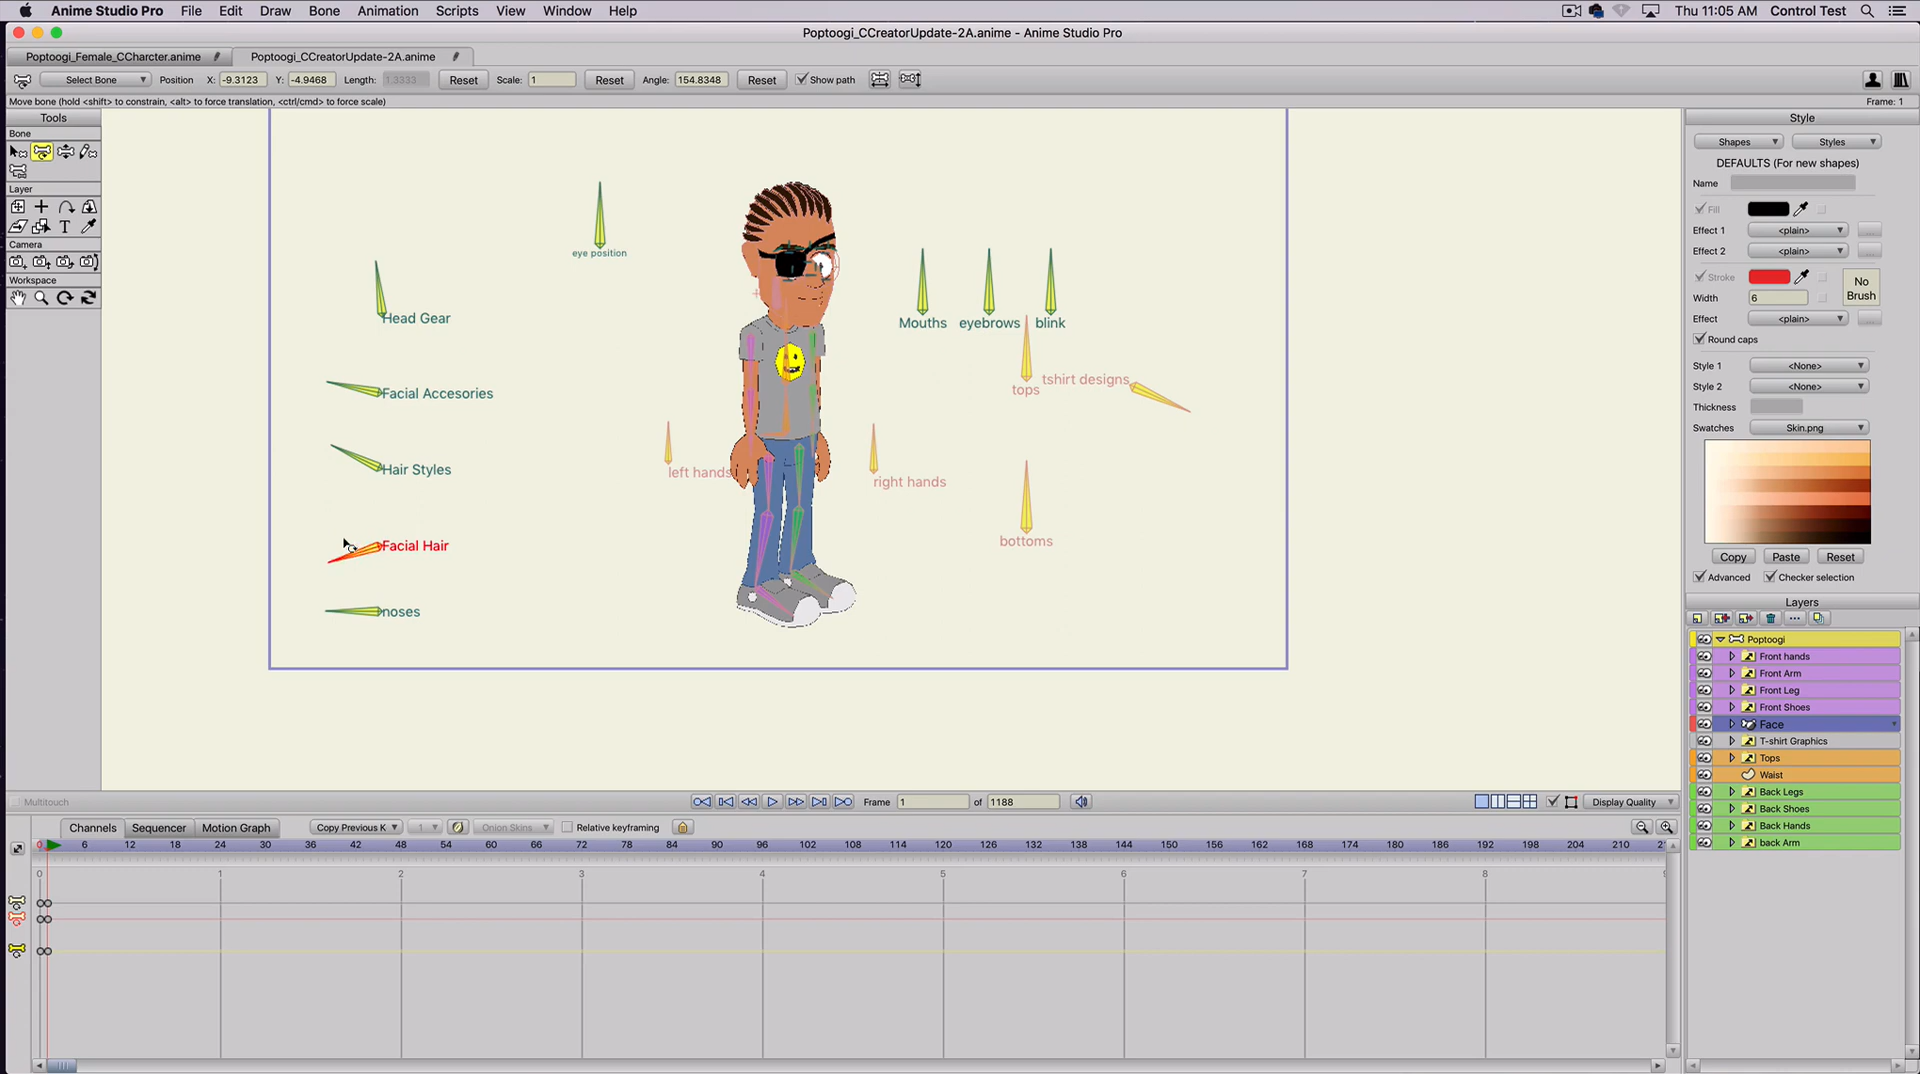 Anime Studio Pro File Edit Draw Bone Animation Scripts View Window Help Thu 11:05 AM Control Test
Poptoogi_CCreatorUpdate-2A.anime - Anime Studio Pro
Poptoogi_Female_CCharcter.anime Poptoogi_CCreatorUpdate-2A.anime
Select Bone Position X: -9.3123 Y: -4.9468 Length: 1.3333 Reset Scale: 1 Reset Angle: 154.8348 Reset Show path
Move bone (hold <shift> to constrain, <alt> to force translation, <ctrl/cmd> to force scale) Frame: 1
Tools
Bone
Layer
Camera
Workspace
eye position
Head Gear
Mouths eyebrows blink
Facial Accesories
tops tshirt designs
Hair Styles
left hands
right hands
Facial Hair
bottoms
noses
Style
Shapes Styles
DEFAULTS (For new shapes)
Name
Fill
Effect 1 <plain> ...
Effect 2 <plain> ...
Stroke
No
Brush
Width 6
Effect <plain> ...
Round caps
Style 1 <None>
Style 2 <None>
Thickness
Swatches Skin.png
Copy Paste Reset
Advanced Checker selection
Layers
Poptoogi
Front hands
Front Arm
Front Leg
Front Shoes
Face
T-shirt Graphics
Tops
Waist
Back Legs
Back Shoes
Back Hands
back Arm
Multitouch Frame 1 of 1188 Display Quality
Channels Sequencer Motion Graph Copy Previous K 1 Onion Skins Relative keyframing
0 6 12 18 24 30 36 42 48 54 60 66 72 78 84 90 96 102 108 114 120 126 132 138 144 150 156 162 168 174 180 186 192 198 204 210
0 1 2 3 4 5 6 7 8